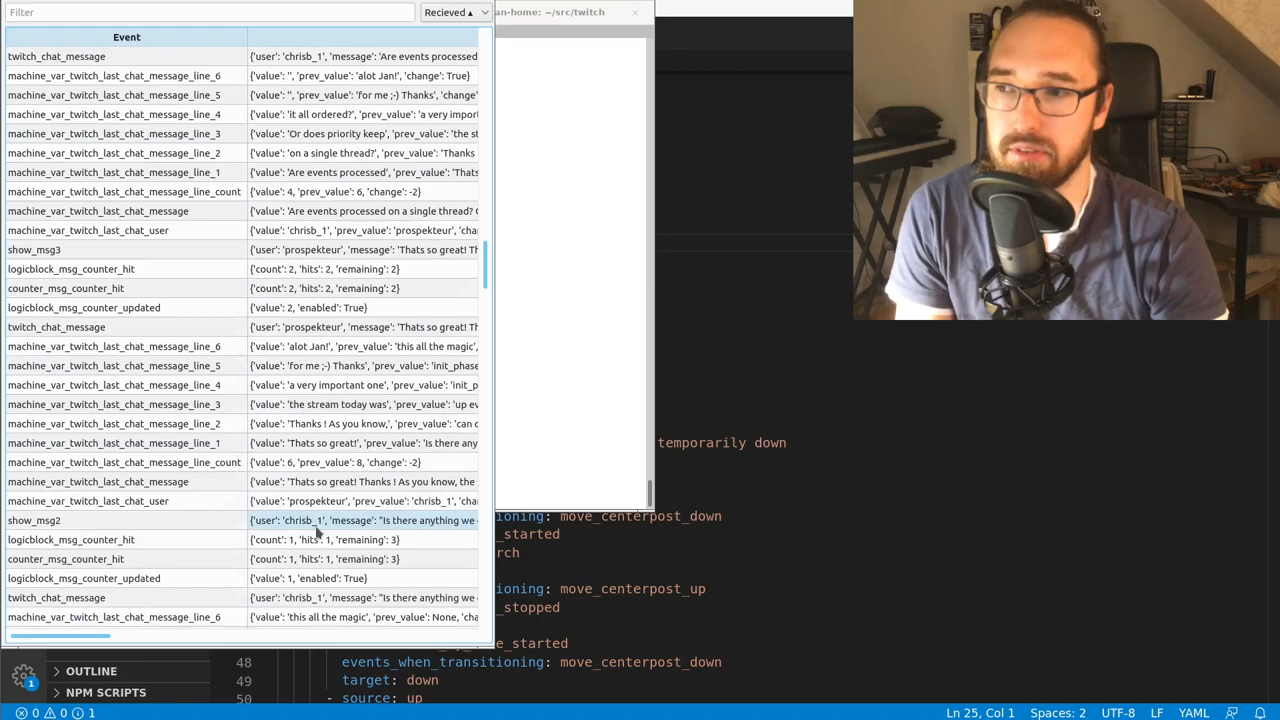 Filter
Recieved ▴
an-home: ~/src/twitch
Event
twitch_chat_message {'user': 'chrisb_1', 'message': 'Are events processed
machine_var_twitch_last_chat_message_line_6 {'value': '', 'prev_value': 'alot Jan!', 'change': True}
machine_var_twitch_last_chat_message_line_5 {'value': '', 'prev_value': 'for me ;-) Thanks', 'change'
machine_var_twitch_last_chat_message_line_4 {'value': 'it all ordered?', 'prev_value': 'a very impor
machine_var_twitch_last_chat_message_line_3 {'value': 'Or does priority keep', 'prev_value': 'the st
machine_var_twitch_last_chat_message_line_2 {'value': 'on a single thread?', 'prev_value': 'Thanks
machine_var_twitch_last_chat_message_line_1 {'value': 'Are events processed', 'prev_value': 'Thats
machine_var_twitch_last_chat_message_line_count {'value': 4, 'prev_value': 6, 'change': -2}
machine_var_twitch_last_chat_message {'value': 'Are events processed on a single thread?
machine_var_twitch_last_chat_user {'value': 'chrisb_1', 'prev_value': 'prospekteur', 'cha
show_msg3 {'user': 'prospekteur', 'message': 'Thats so great! Th
logicblock_msg_counter_hit {'count': 2, 'hits': 2, 'remaining': 2}
counter_msg_counter_hit {'count': 2, 'hits': 2, 'remaining': 2}
logicblock_msg_counter_updated {'value': 2, 'enabled': True}
twitch_chat_message {'user': 'prospekteur', 'message': 'Thats so great! Th
machine_var_twitch_last_chat_message_line_6 {'value': 'alot Jan!', 'prev_value': 'this all the magic',
machine_var_twitch_last_chat_message_line_5 {'value': 'for me ;-) Thanks', 'prev_value': 'init_phase
machine_var_twitch_last_chat_message_line_4 {'value': 'a very important one', 'prev_value': 'init_p
machine_var_twitch_last_chat_message_line_3 {'value': 'the stream today was', 'prev_value': 'up ev
machine_var_twitch_last_chat_message_line_2 {'value': 'Thanks ! As you know,', 'prev_value': 'can c
machine_var_twitch_last_chat_message_line_1 {'value': 'Thats so great!', 'prev_value': 'Is there any
machine_var_twitch_last_chat_message_line_count {'value': 6, 'prev_value': 8, 'change': -2}
machine_var_twitch_last_chat_message {'value': 'Thats so great! Thanks ! As you know, the
machine_var_twitch_last_chat_user {'value': 'prospekteur', 'prev_value': 'chrisb_1', 'cha
show_msg2 {'user': 'chrisb_1', 'message': "Is there anything we
logicblock_msg_counter_hit {'count': 1, 'hits': 1, 'remaining': 3}
counter_msg_counter_hit {'count': 1, 'hits': 1, 'remaining': 3}
logicblock_msg_counter_updated {'value': 1, 'enabled': True}
twitch_chat_message {'user': 'chrisb_1', 'message': "Is there anything we
machine_var_twitch_last_chat_message_line_6 {'value': 'this all the magic', 'prev_value': None, 'cha
temporarily down
ioning: move_centerpost_down
_started
rch
ioning: move_centerpost_up
_stopped
e_started
48 events_when_transitioning: move_centerpost_down
49 target: down
50 - source: up
OUTLINE
NPM SCRIPTS
1
0 0 1
Ln 25, Col 1 Spaces: 2 UTF-8 LF YAML